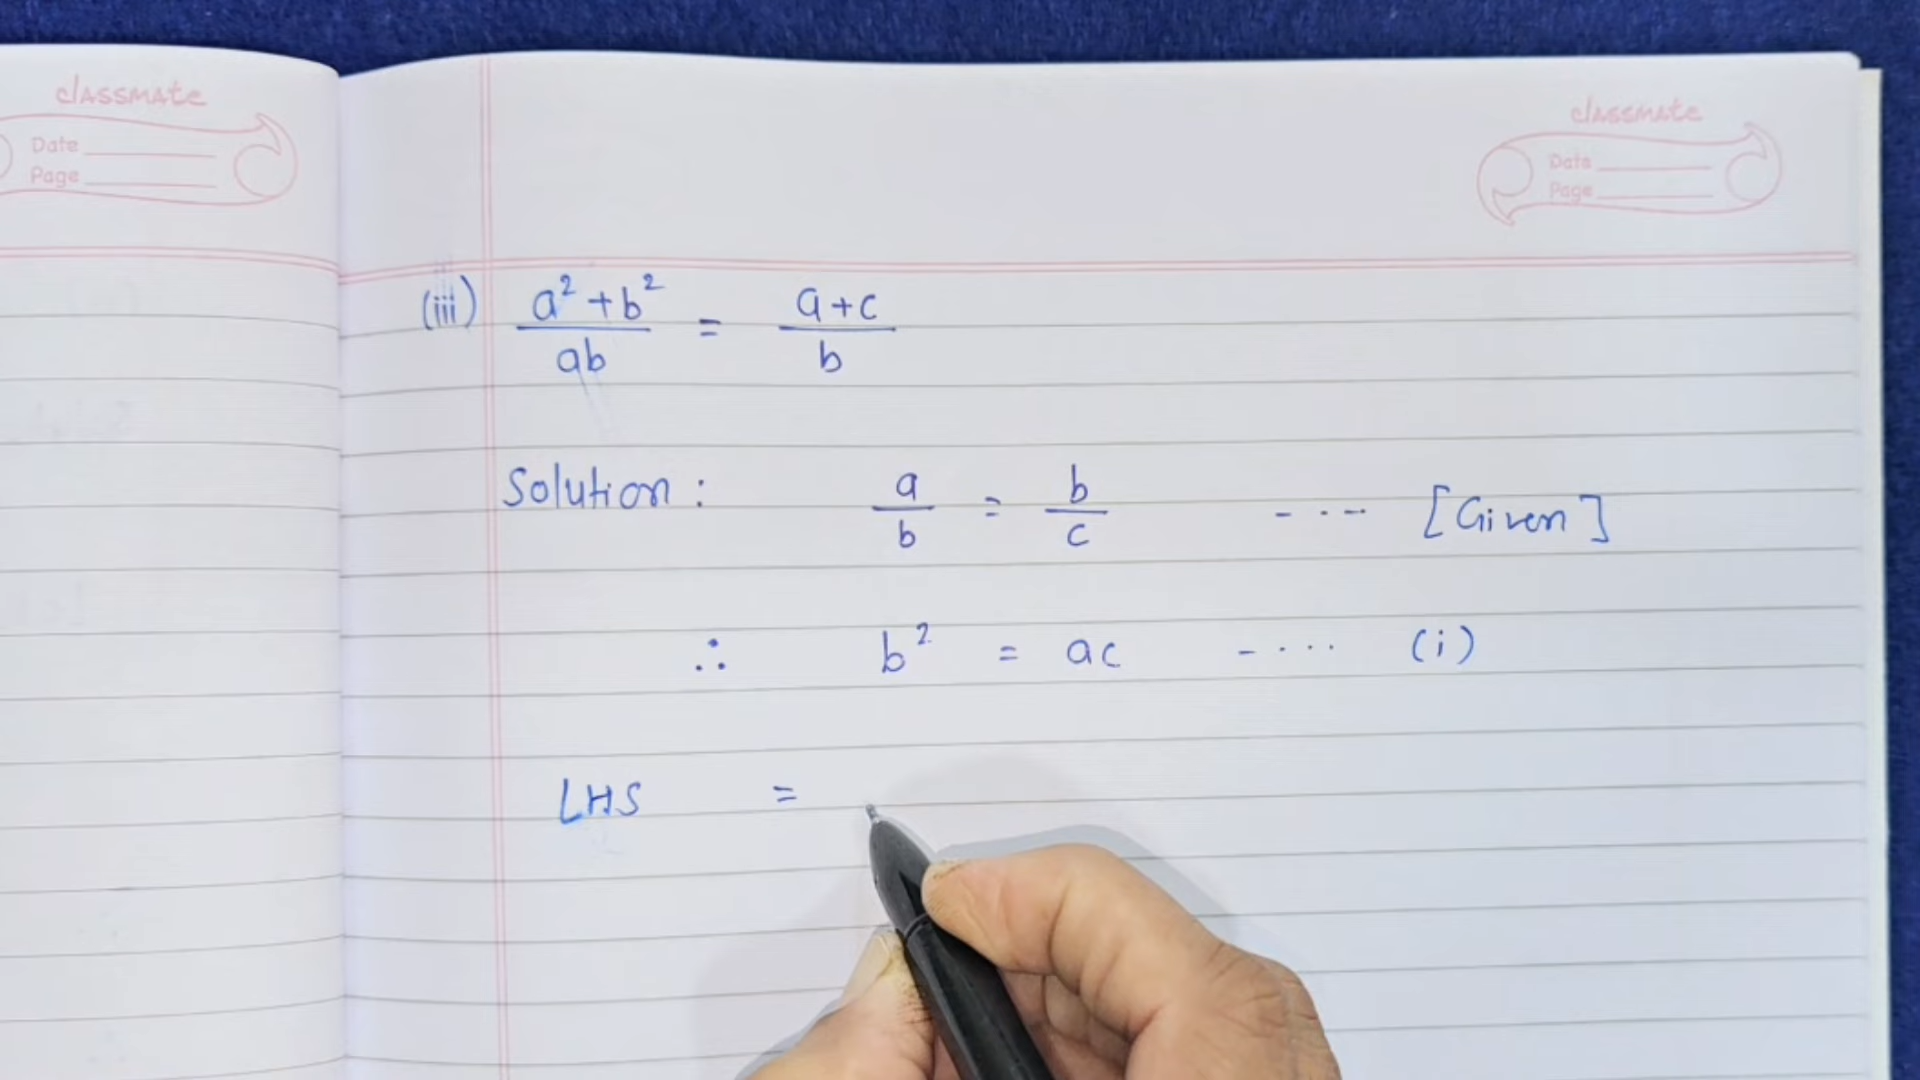 classmate
Date
Page
classmate
Date
Page
(iii) a² + b² / ab = a + c / b
Solution : a / b = b / c - · - - [Given]
∴ b² = ac - · · · · (i)
LHS =